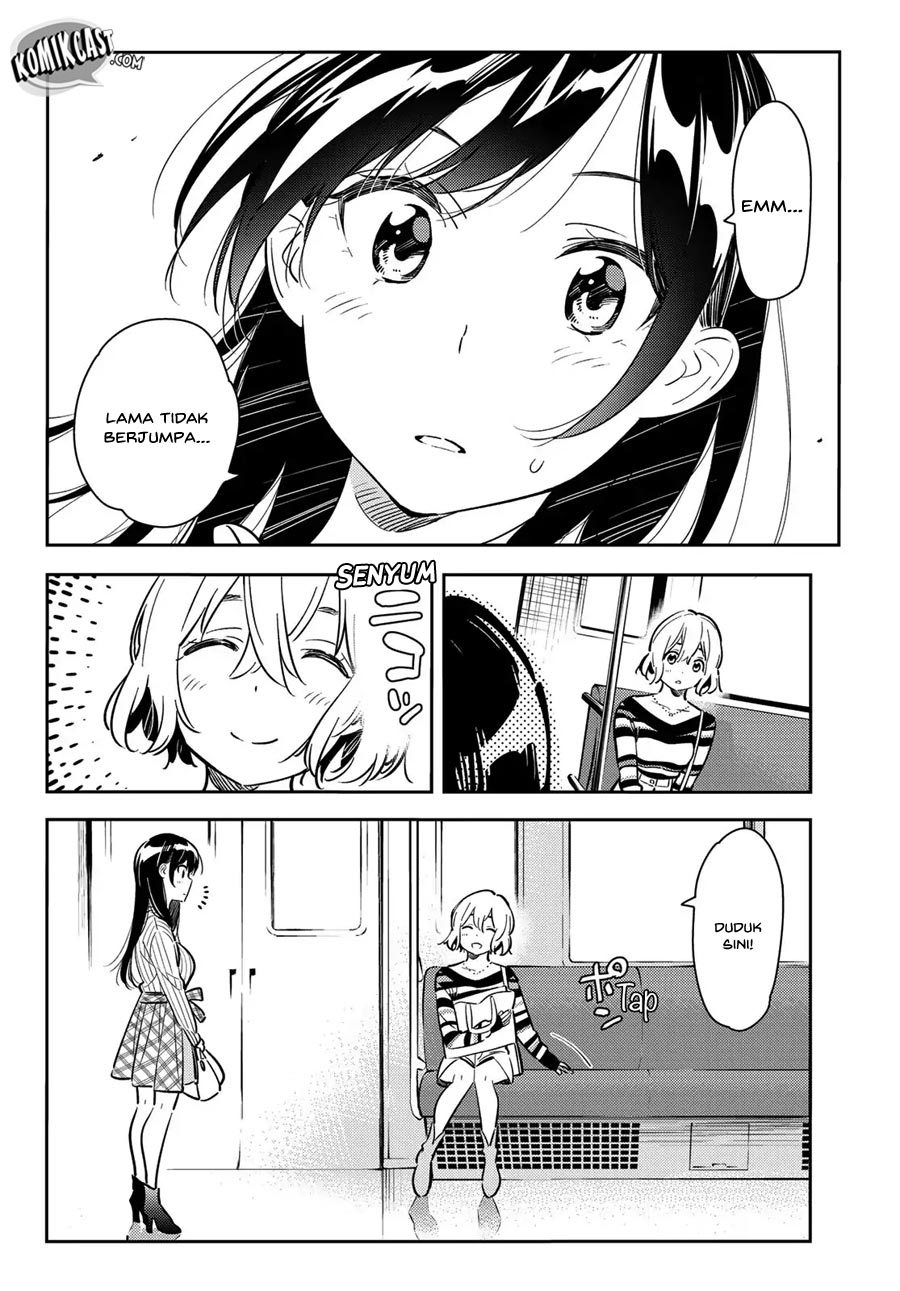 KOMIKCAST
.COM
EMM...
LAMA TIDAK
BERJUMPA...
SENYUM
ニコッ
DUDUK
SINI!
ポン
Tap